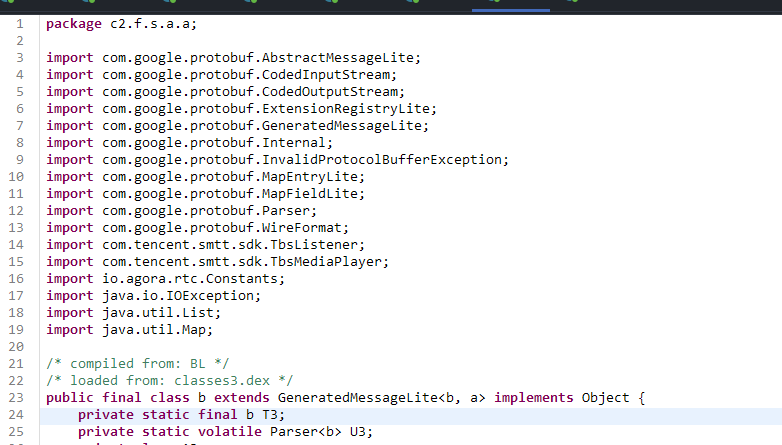 1 package c2.f.s.a.a;
2
3 import com.google.protobuf.AbstractMessageLite;
4 import com.google.protobuf.CodedInputStream;
5 import com.google.protobuf.CodedOutputStream;
6 import com.google.protobuf.ExtensionRegistryLite;
7 import com.google.protobuf.GeneratedMessageLite;
8 import com.google.protobuf.Internal;
9 import com.google.protobuf.InvalidProtocolBufferException;
10 import com.google.protobuf.MapEntryLite;
11 import com.google.protobuf.MapFieldLite;
12 import com.google.protobuf.Parser;
13 import com.google.protobuf.WireFormat;
14 import com.tencent.smtt.sdk.TbsListener;
15 import com.tencent.smtt.sdk.TbsMediaPlayer;
16 import io.agora.rtc.Constants;
17 import java.io.IOException;
18 import java.util.List;
19 import java.util.Map;
20
21 /* compiled from: BL */
22 /* loaded from: classes3.dex */
23 public final class b extends GeneratedMessageLite<b, a> implements Object {
24 private static final b T3;
25 private static volatile Parser<b> U3;